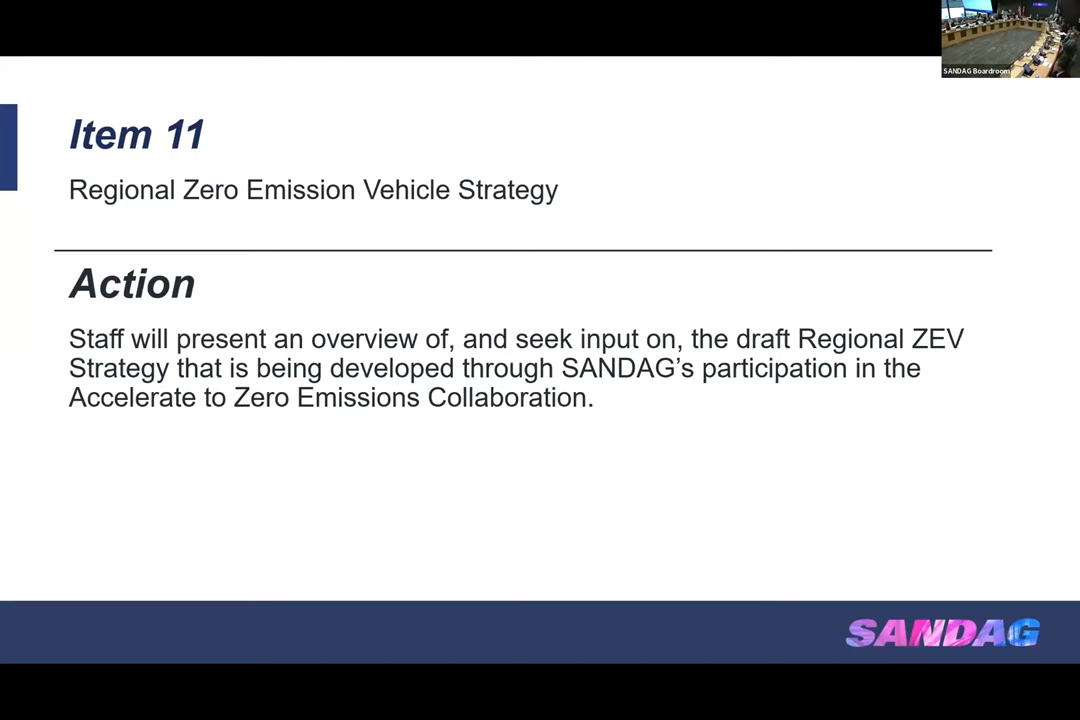 SANDAG Boardroom
Item 11
Regional Zero Emission Vehicle Strategy
Action
Staff will present an overview of, and seek input on, the draft Regional ZEV
Strategy that is being developed through SANDAG’s participation in the
Accelerate to Zero Emissions Collaboration.
SANDAG